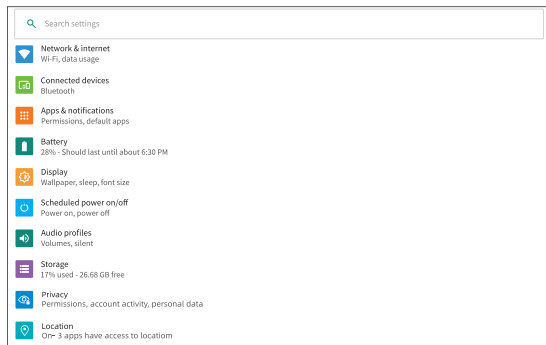 Search settings
Network & internet
Wi-Fi, data usage
Connected devices
Bluetooth
Apps & notifications
Permissions, default apps
Battery
28% - Should last until about 6:30 PM
Display
Wallpaper, sleep, font size
Scheduled power on/off
Power on, power off
Audio profiles
Volumes, silent
Storage
17% used - 26.68 GB free
Privacy
Permissions, account activity, personal data
Location
On- 3 apps have access to locatiom